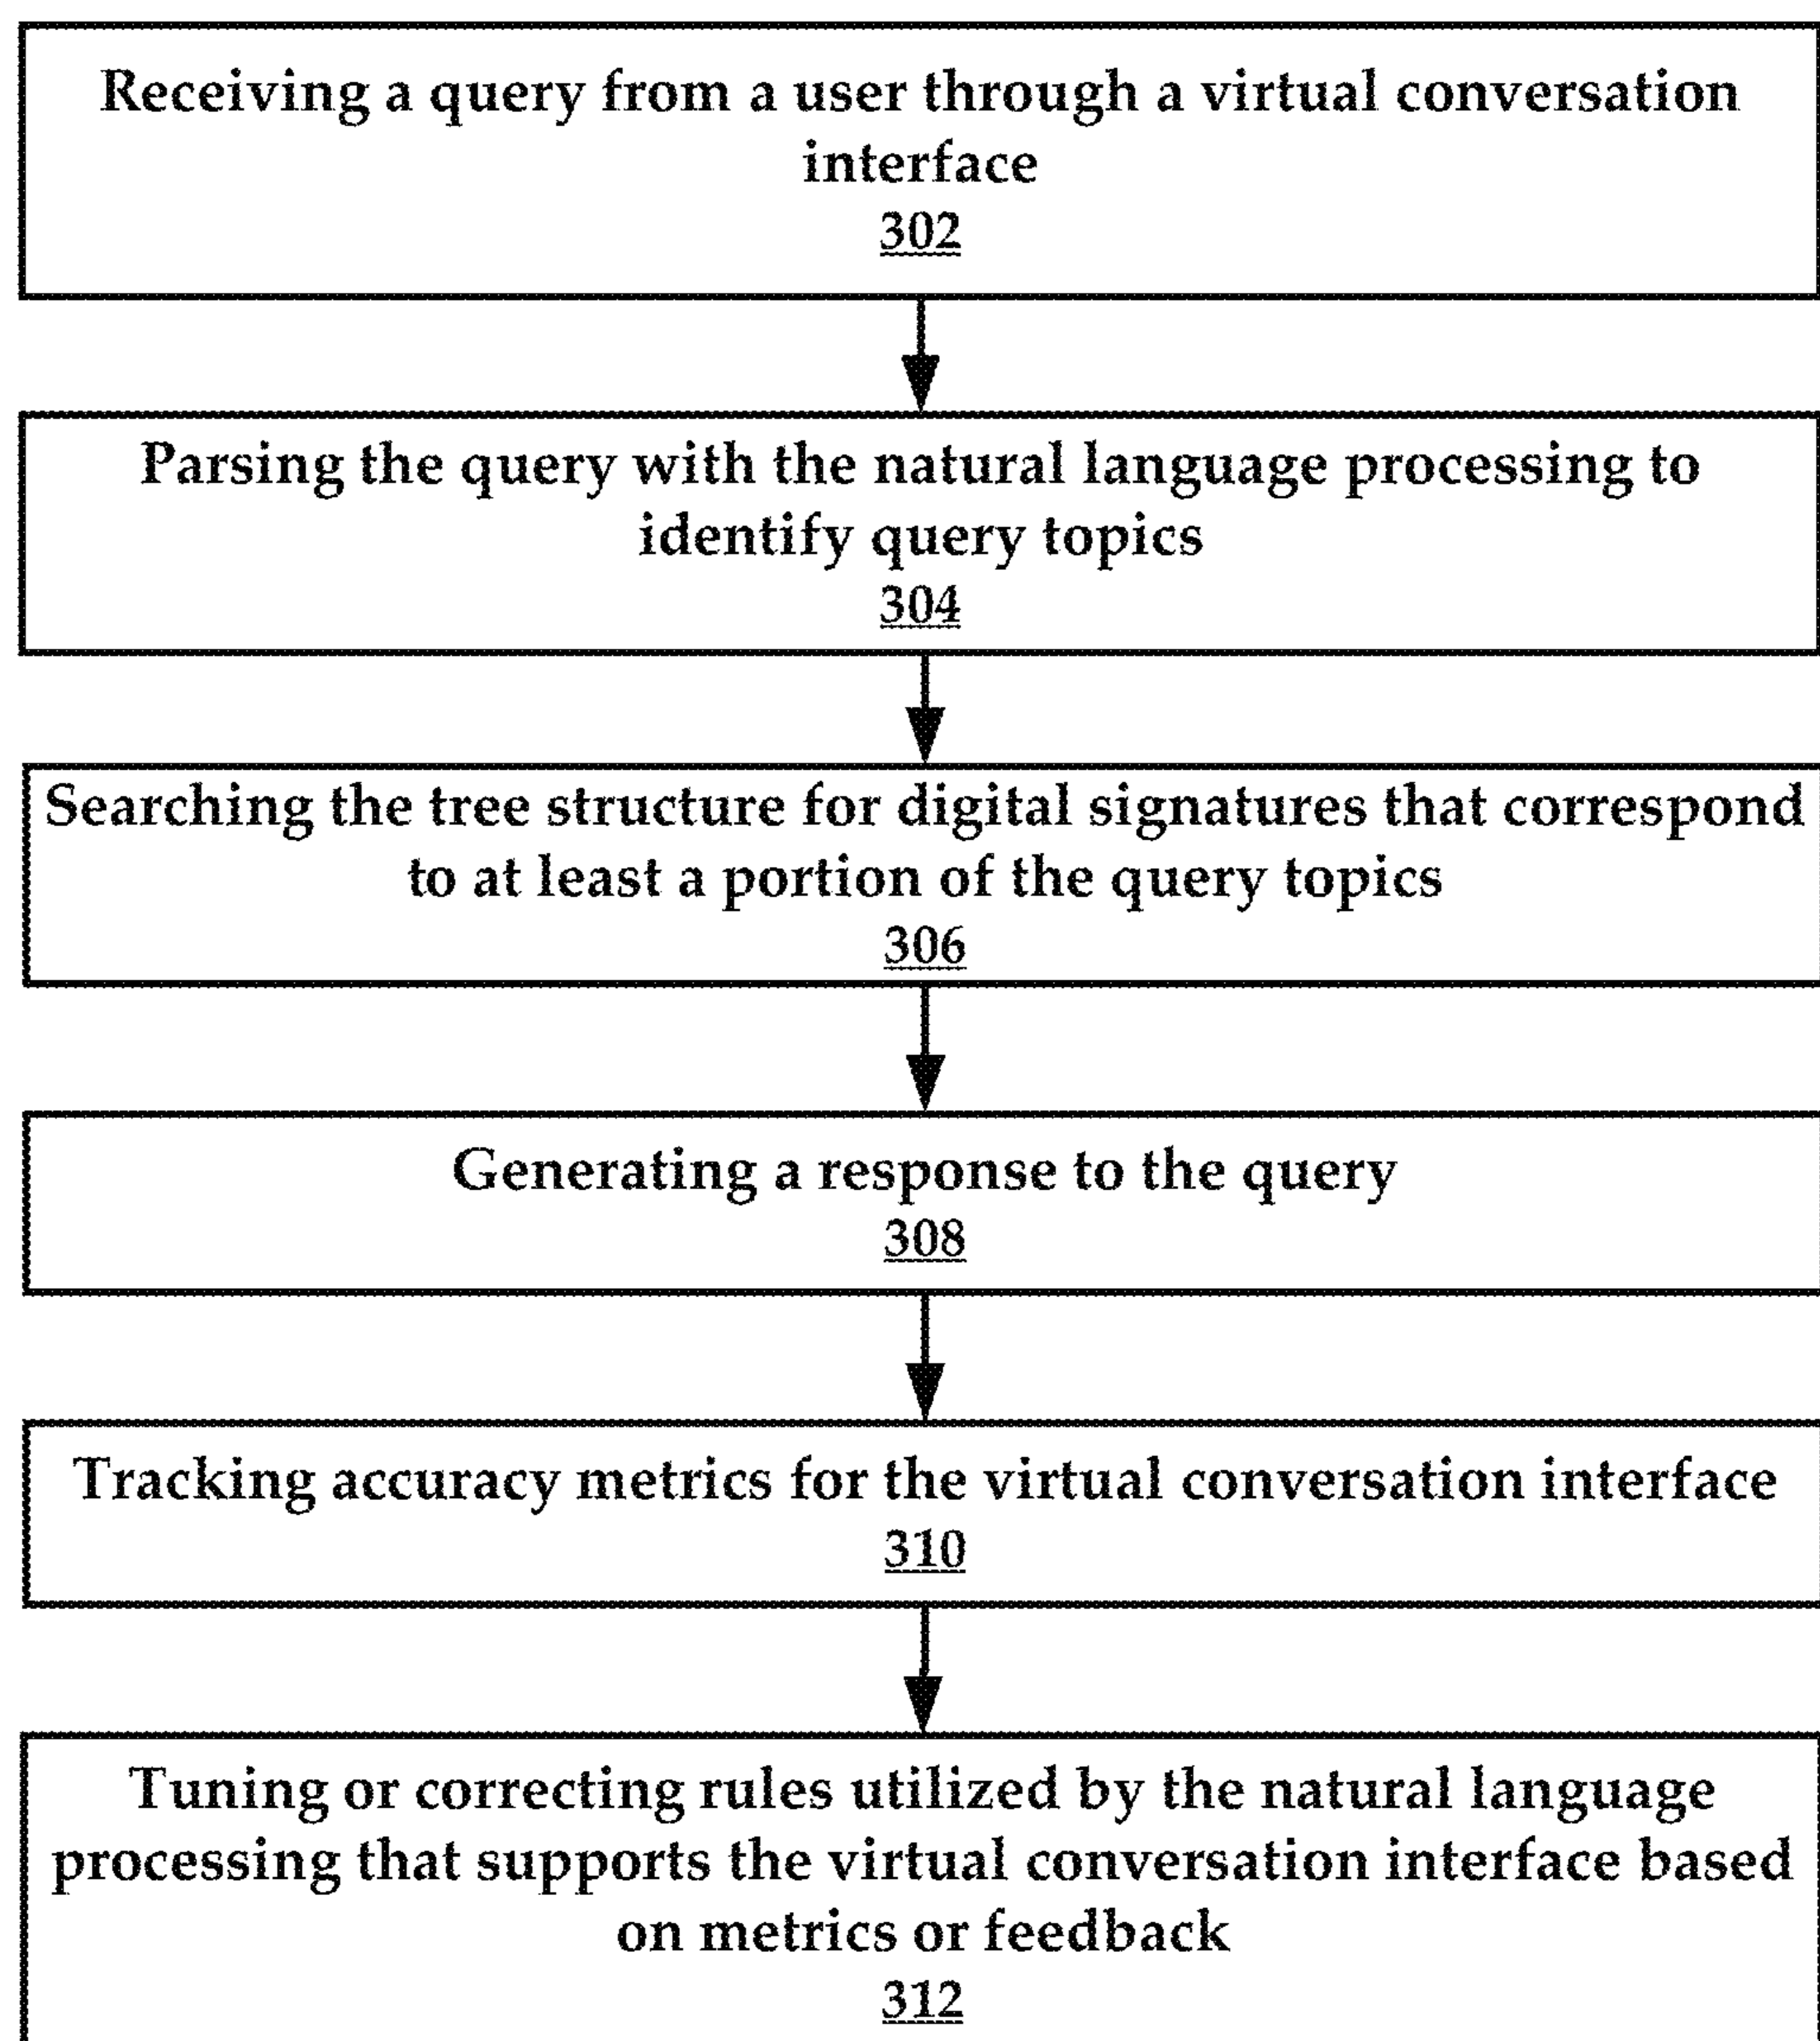 Receiving a query from a user through a virtual conversation
interface
302
Parsing the query with the natural language processing to
identify query topics
304
Searching the tree structure for digital signatures that correspond
to at least a portion of the query topics
306
Generating a response to the query
308
Tracking accuracy metrics for the virtual conversation interface
310
Tuning or correcting rules utilized by the natural language
processing that supports the virtual conversation interface based
on metrics or feedback
312